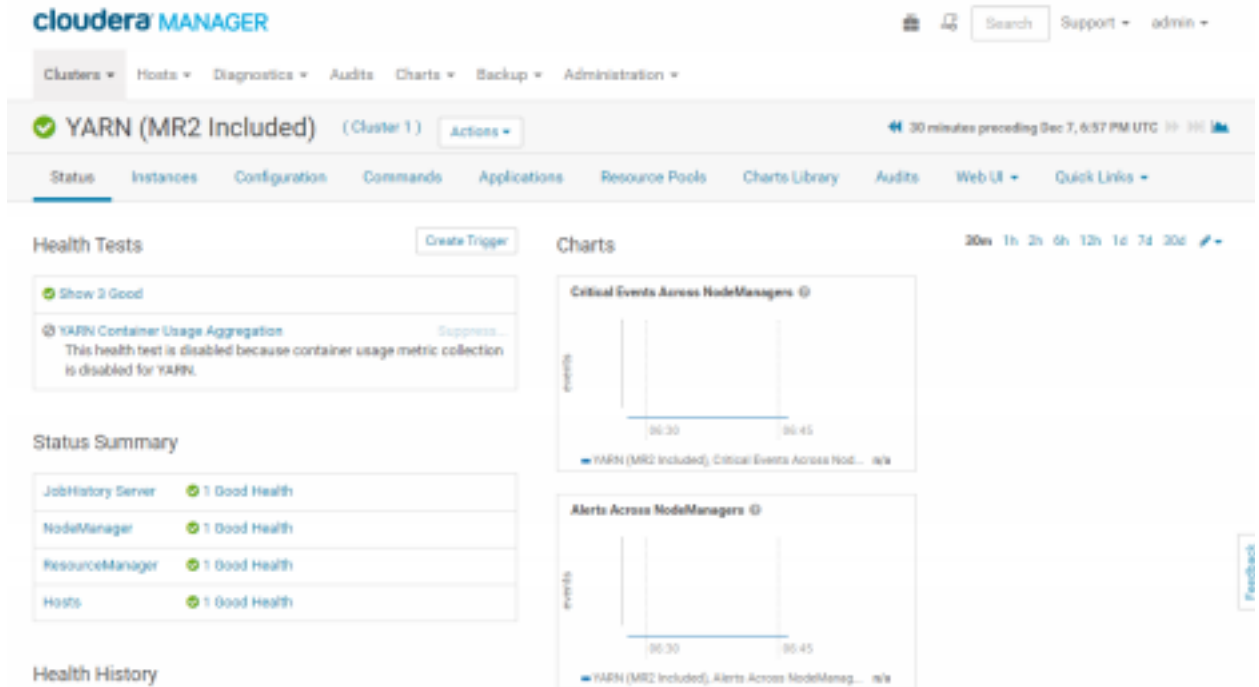 cloudera MANAGER
Search Support admin
Clusters Hosts Diagnostics Audits Charts Backup Administration
YARN (MR2 Included) (Cluster 1) Actions
30 minutes preceding Dec 7, 6:57 PM UTC
Status Instances Configuration Commands Applications Resource Pools Charts Library Audits Web UI Quick Links
Health Tests
Create Trigger
Show 3 Good
YARN Container Usage Aggregation Suppress...
This health test is disabled because container usage metric collection
is disabled for YARN.
Status Summary
JobHistory Server 1 Good Health
NodeManager 1 Good Health
ResourceManager 1 Good Health
Hosts 1 Good Health
Health History
Charts
30m 1h 2h 6h 12h 1d 7d 30d
Critical Events Across NodeManagers
events
06:30 06:45
YARN (MR2 Included), Critical Events Across Nod... n/a
Alerts Across NodeManagers
events
06:30 06:45
YARN (MR2 Included), Alerts Across NodeManag... n/a
Feedback